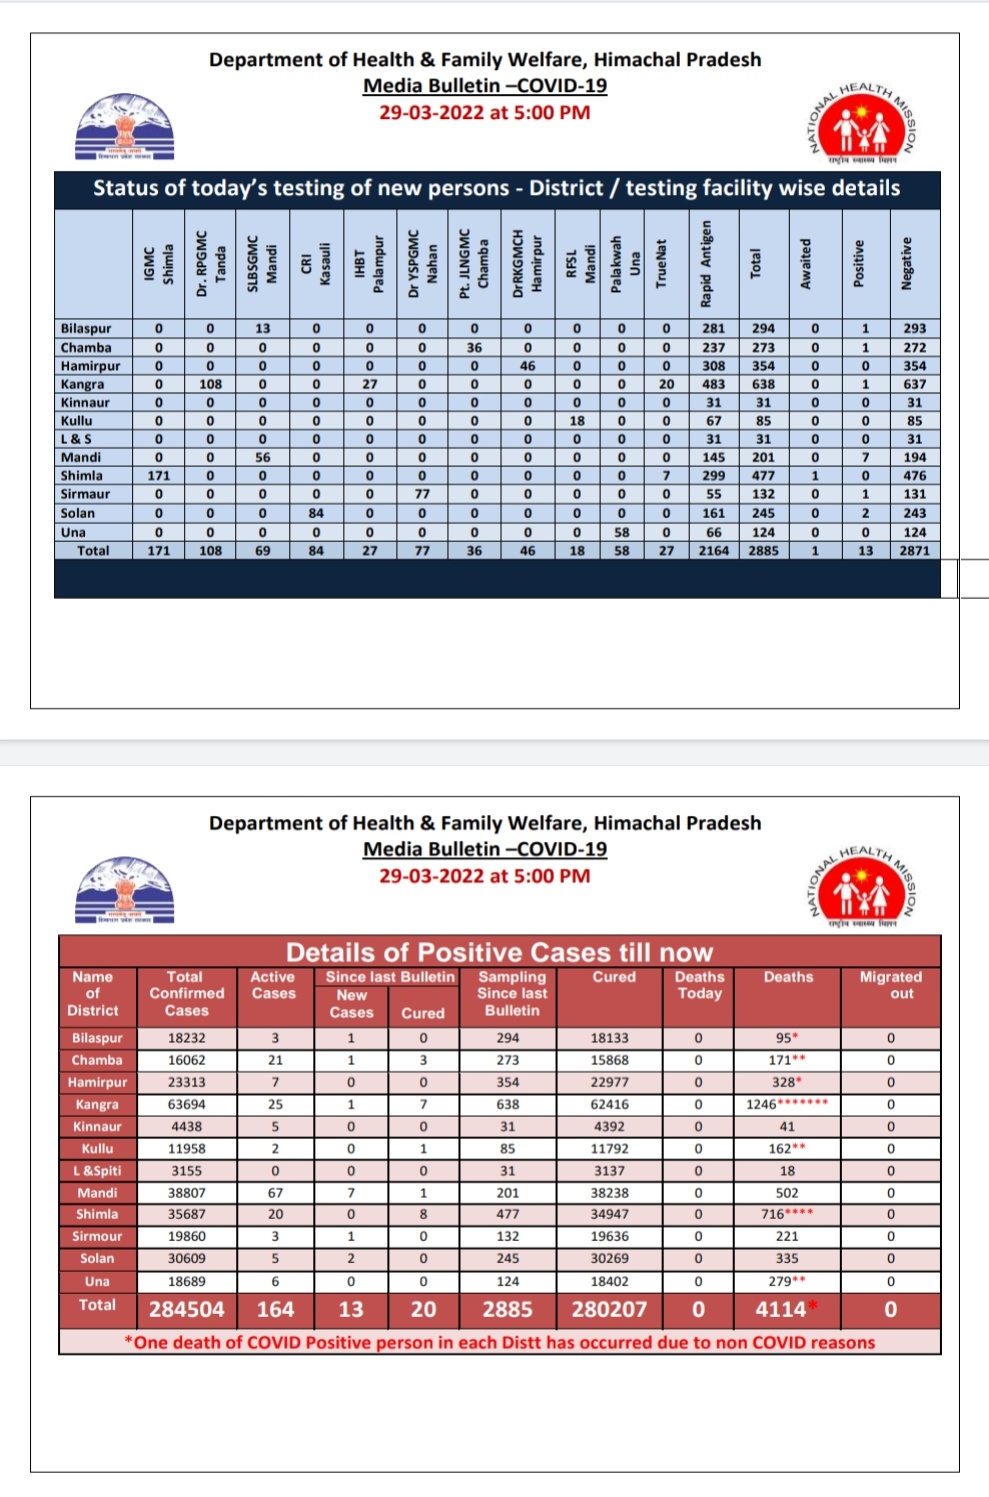 Department of Health & Family Welfare, Himachal Pradesh
Media Bulletin –COVID-19
29-03-2022 at 5:00 PM
NATIONAL HEALTH MISSION
राष्ट्रीय स्वास्थ्य मिशन
Status of today's testing of new persons - District / testing facility wise details
IGMC Shimla Dr. RPGMC Tanda SLBSGMC Mandi CRI Kasauli IHBT Palampur Dr YSPGMC Nahan Pt. JLNGMC Chamba DrRKGMCH Hamirpur RFSL Mandi Palakwah Una TrueNat Rapid Antigen Total Awaited Positive Negative
Bilaspur 0 0 13 0 0 0 0 0 0 0 0 281 294 0 1 293
Chamba 0 0 0 0 0 0 36 0 0 0 0 237 273 0 1 272
Hamirpur 0 0 0 0 0 0 0 46 0 0 0 308 354 0 0 354
Kangra 0 108 0 0 27 0 0 0 0 0 20 483 638 0 1 637
Kinnaur 0 0 0 0 0 0 0 0 0 0 0 31 31 0 0 31
Kullu 0 0 0 0 0 0 0 0 18 0 0 67 85 0 0 85
L & S 0 0 0 0 0 0 0 0 0 0 0 31 31 0 0 31
Mandi 0 0 56 0 0 0 0 0 0 0 0 145 201 0 7 194
Shimla 171 0 0 0 0 0 0 0 0 0 7 299 477 1 0 476
Sirmaur 0 0 0 0 0 77 0 0 0 0 0 55 132 0 1 131
Solan 0 0 0 84 0 0 0 0 0 0 0 161 245 0 2 243
Una 0 0 0 0 0 0 0 0 0 58 0 66 124 0 0 124
Total 171 108 69 84 27 77 36 46 18 58 27 2164 2885 1 13 2871
Department of Health & Family Welfare, Himachal Pradesh
Media Bulletin –COVID-19
29-03-2022 at 5:00 PM
NATIONAL HEALTH MISSION
राष्ट्रीय स्वास्थ्य मिशन
Details of Positive Cases till now
Name of District Total Confirmed Cases Active Cases Since last Bulletin New Cases Cured Sampling Since last Bulletin Cured Deaths Today Deaths Migrated out
Bilaspur 18232 3 1 0 294 18133 0 95* 0
Chamba 16062 21 1 3 273 15868 0 171** 0
Hamirpur 23313 7 0 0 354 22977 0 328* 0
Kangra 63694 25 1 7 638 62416 0 1246******* 0
Kinnaur 4438 5 0 0 31 4392 0 41 0
Kullu 11958 2 0 1 85 11792 0 162** 0
L &Spiti 3155 0 0 0 31 3137 0 18 0
Mandi 38807 67 7 1 201 38238 0 502 0
Shimla 35687 20 0 8 477 34947 0 716**** 0
Sirmour 19860 3 1 0 132 19636 0 221 0
Solan 30609 5 2 0 245 30269 0 335 0
Una 18689 6 0 0 124 18402 0 279** 0
Total 284504 164 13 20 2885 280207 0 4114* 0
*One death of COVID Positive person in each Distt has occurred due to non COVID reasons